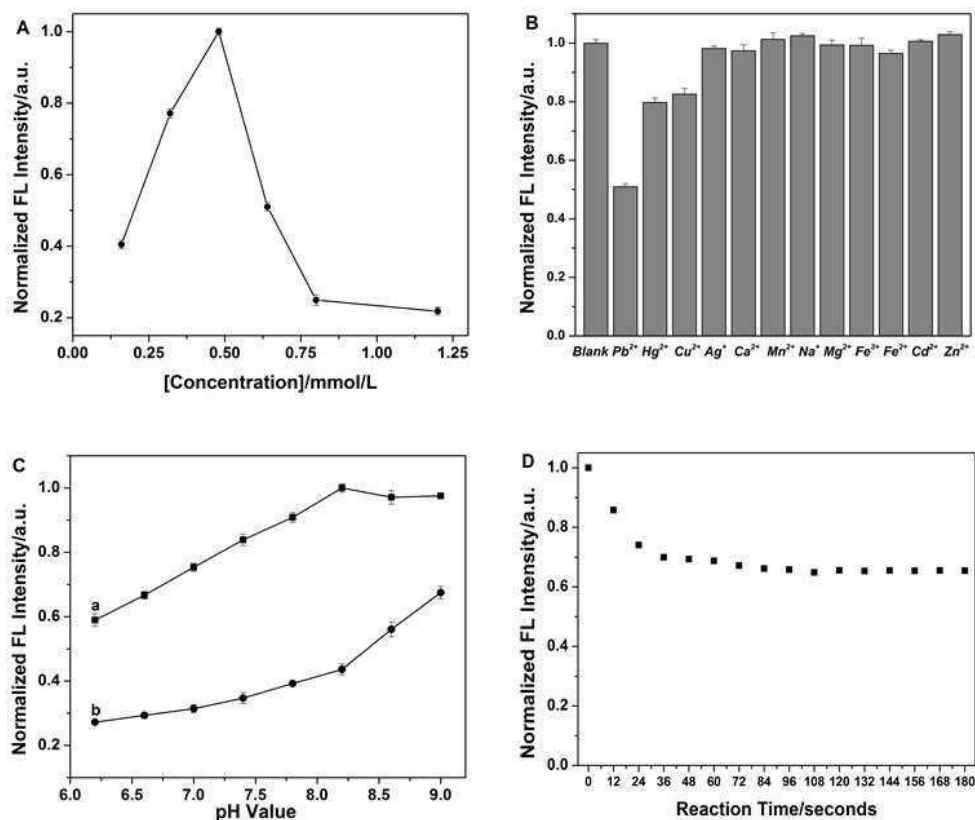 A
Normalized FL Intensity/a.u.
1.0
0.8
0.6
0.4
0.2
0.00 0.25 0.50 0.75 1.00 1.25
[Concentration]/mmol/L
B
Normalized FL Intensity/a.u.
1.0
0.8
0.6
0.4
0.2
0.0
Blank Pb²⁺ Hg²⁺ Cu²⁺ Ag⁺ Ca²⁺ Mn²⁺ Na⁺ Mg²⁺ Fe³⁺ Fe²⁺ Cd²⁺ Zn²⁺
C
Normalized FL Intensity/a.u.
1.0
0.8
0.6
0.4
0.2
a
b
6.0 6.5 7.0 7.5 8.0 8.5 9.0
pH Value
D
Normalized FL Intensity/a.u.
1.0
0.8
0.6
0.4
0.2
0.0
0 12 24 36 48 60 72 84 96 108 120 132 144 156 168 180
Reaction Time/seconds